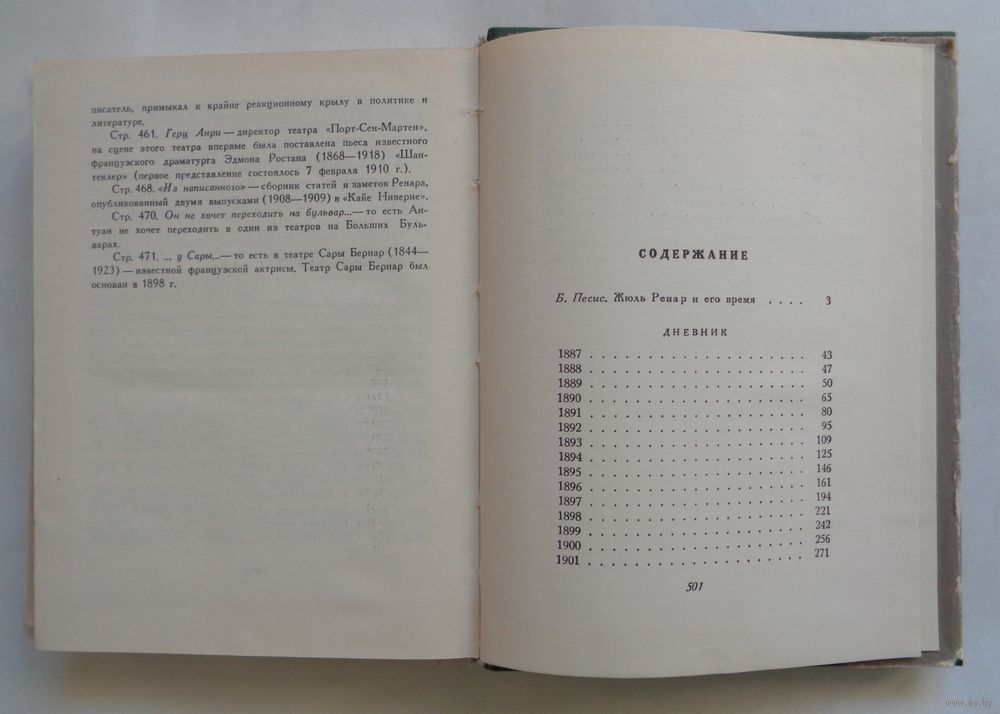 писатель, примыкал к крайне реакционному крылу в политике и
литературе.
Стр. 461. Герц Анри — директор театра «Порт-Сен-Мартен»,
на сцене этого театра впервые была поставлена пьеса известного
французского драматурга Эдмона Ростана (1868—1918) «Шан-
теклер» (первое представление состоялось 7 февраля 1910 г.).
Стр. 468. «Из написанного» — сборник статей и заметок Ренара,
опубликованный двумя выпусками (1908—1909) в «Кайе Ниверне».
Стр. 470. Он не хочет переходить на бульвар... — то есть Ан-
туан не хочет переходить в один из театров на Больших Буль-
варах.
Стр. 471. ... у Сары... — то есть в театре Сары Бернар (1844—
1923) — известной французской актрисы. Театр Сары Бернар был
основан в 1898 г.
СОДЕРЖАНИЕ
Б. Песис. Жюль Ренар и его время . . . . 3
ДНЕВНИК
1887 . . . . . . . . . . . . . . . . . . . 43
1888 . . . . . . . . . . . . . . . . . . . 47
1889 . . . . . . . . . . . . . . . . . . . 50
1890 . . . . . . . . . . . . . . . . . . . 65
1891 . . . . . . . . . . . . . . . . . . . 80
1892 . . . . . . . . . . . . . . . . . . . 95
1893 . . . . . . . . . . . . . . . . . . . 109
1894 . . . . . . . . . . . . . . . . . . . 125
1895 . . . . . . . . . . . . . . . . . . . 146
1896 . . . . . . . . . . . . . . . . . . . 161
1897 . . . . . . . . . . . . . . . . . . . 194
1898 . . . . . . . . . . . . . . . . . . . 221
1899 . . . . . . . . . . . . . . . . . . . 242
1900 . . . . . . . . . . . . . . . . . . . 256
1901 . . . . . . . . . . . . . . . . . . . 271
501
www.ay.by